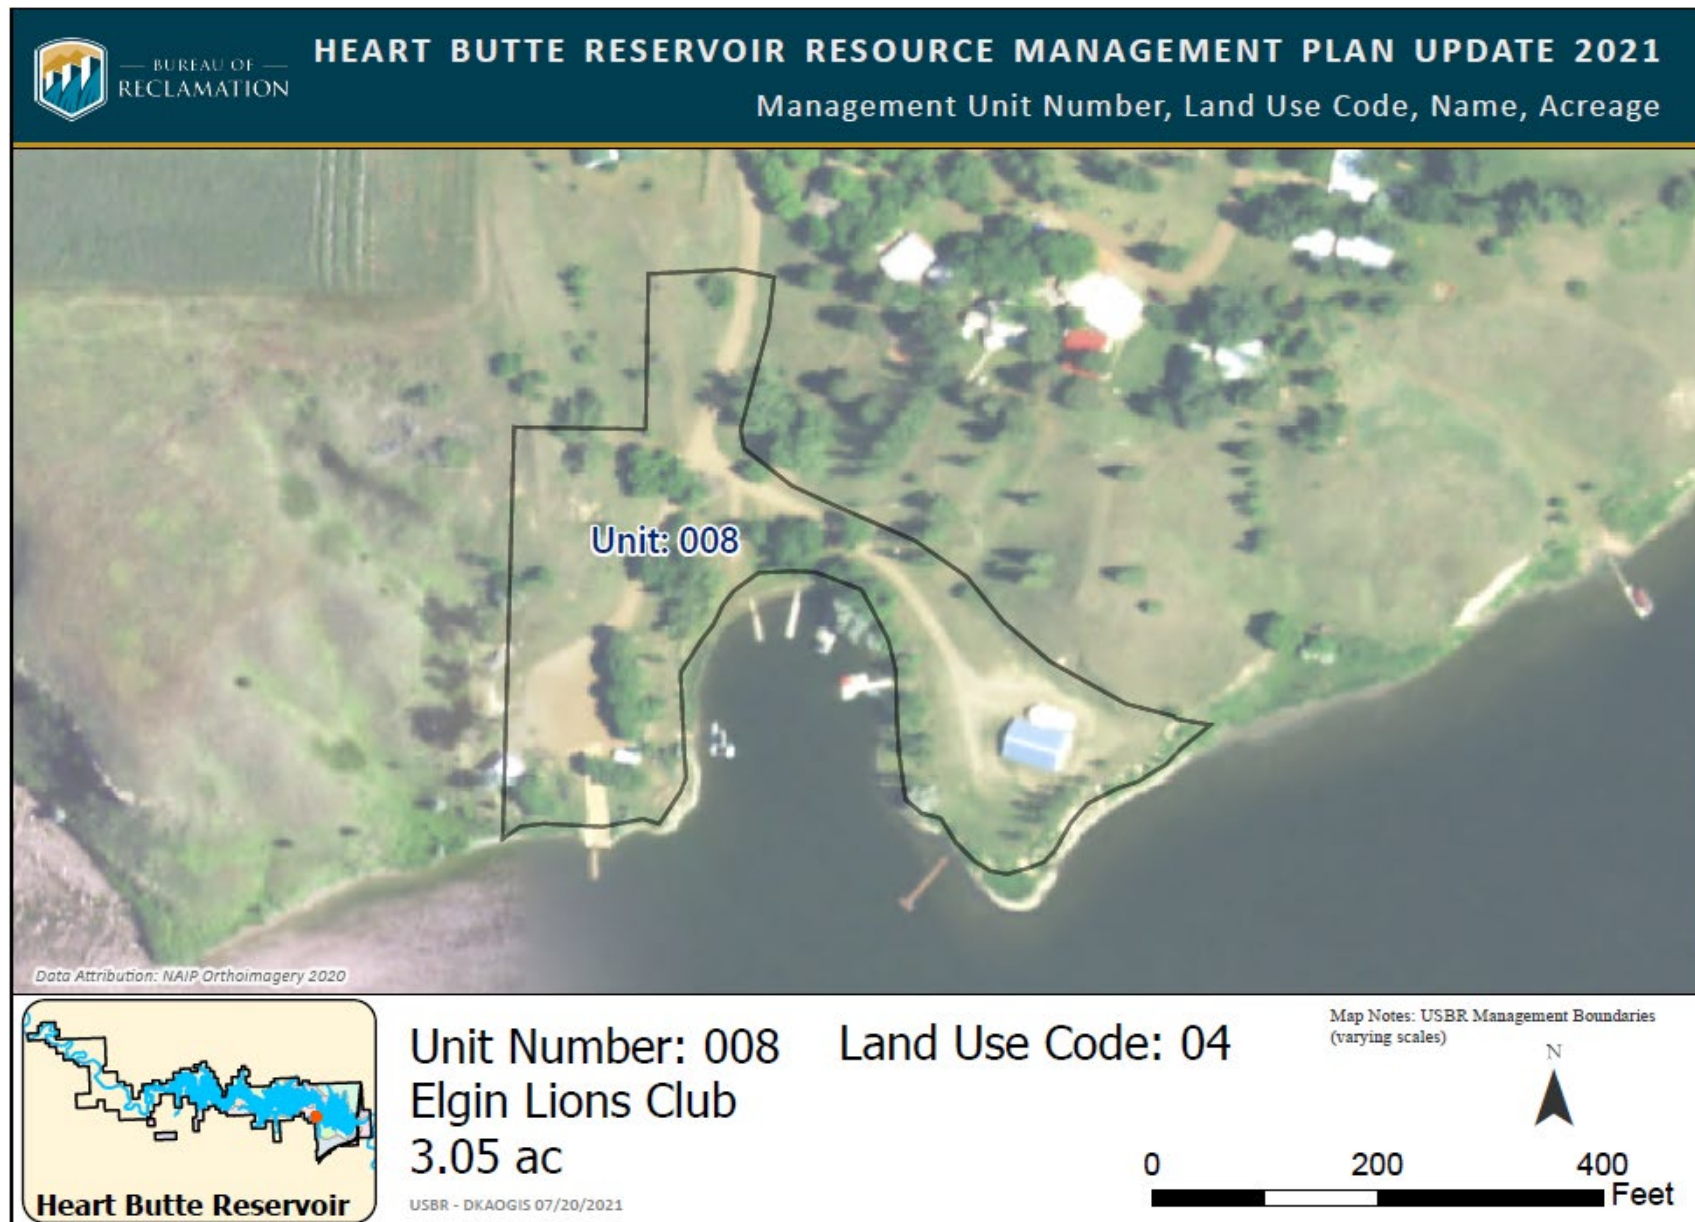 BUREAU OF
RECLAMATION
HEART BUTTE RESERVOIR RESOURCE MANAGEMENT PLAN UPDATE 2021
Management Unit Number, Land Use Code, Name, Acreage
Unit: 008
Data Attribution: NAIP Orthoimagery 2020
Heart Butte Reservoir
Unit Number: 008
Elgin Lions Club
3.05 ac
USBR - DKAOGIS 07/20/2021
Land Use Code: 04
Map Notes: USBR Management Boundaries
(varying scales)
N
0 200 400
Feet